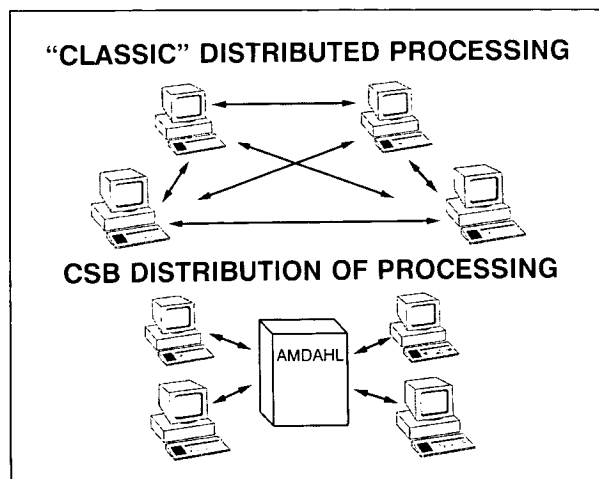 “CLASSIC” DISTRIBUTED PROCESSING
CSB DISTRIBUTION OF PROCESSING
AMDAHL